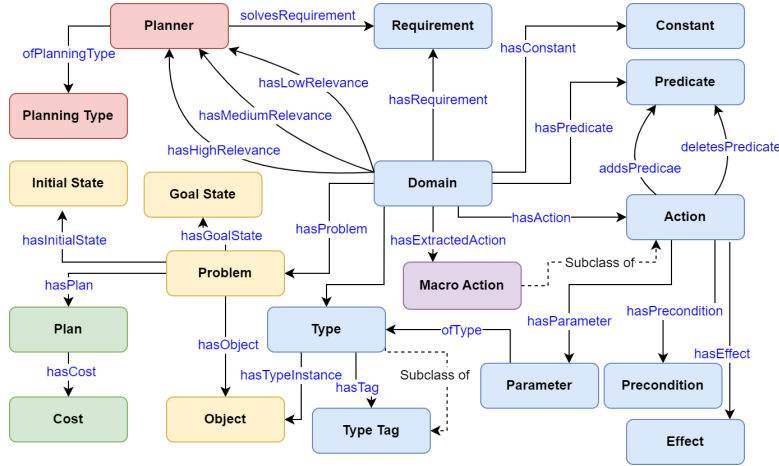 Planner
solvesRequirement
Requirement
hasConstant
Constant
ofPlanningType
hasLowRelevance
Predicate
Planning Type
hasMediumRelevance
hasRequirement
hasPredicate
hasHighRelevance
deletesPredicate
addsPredicae
Initial State
Goal State
Domain
hasInitialState
hasGoalState
hasProblem
hasExtractedAction
hasAction
Action
Problem
Macro Action
Subclass of
hasPlan
hasParameter
hasPrecondition
Plan
hasObject
Type
ofType
hasEffect
hasCost
hasTypeInstance
hasTag
Subclass of
Parameter
Precondition
Cost
Object
Type Tag
Effect